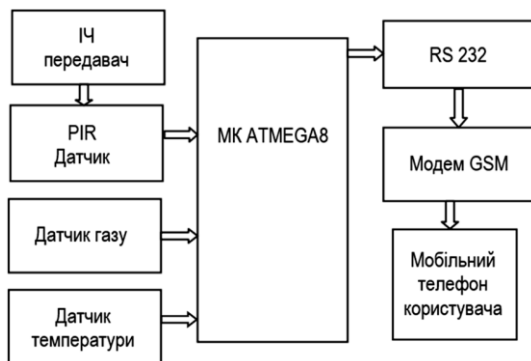 ІЧ
передавач
PIR
Датчик
Датчик газу
Датчик
температури
МК ATMEGA8
RS 232
Модем GSM
Мобільний
телефон
користувача